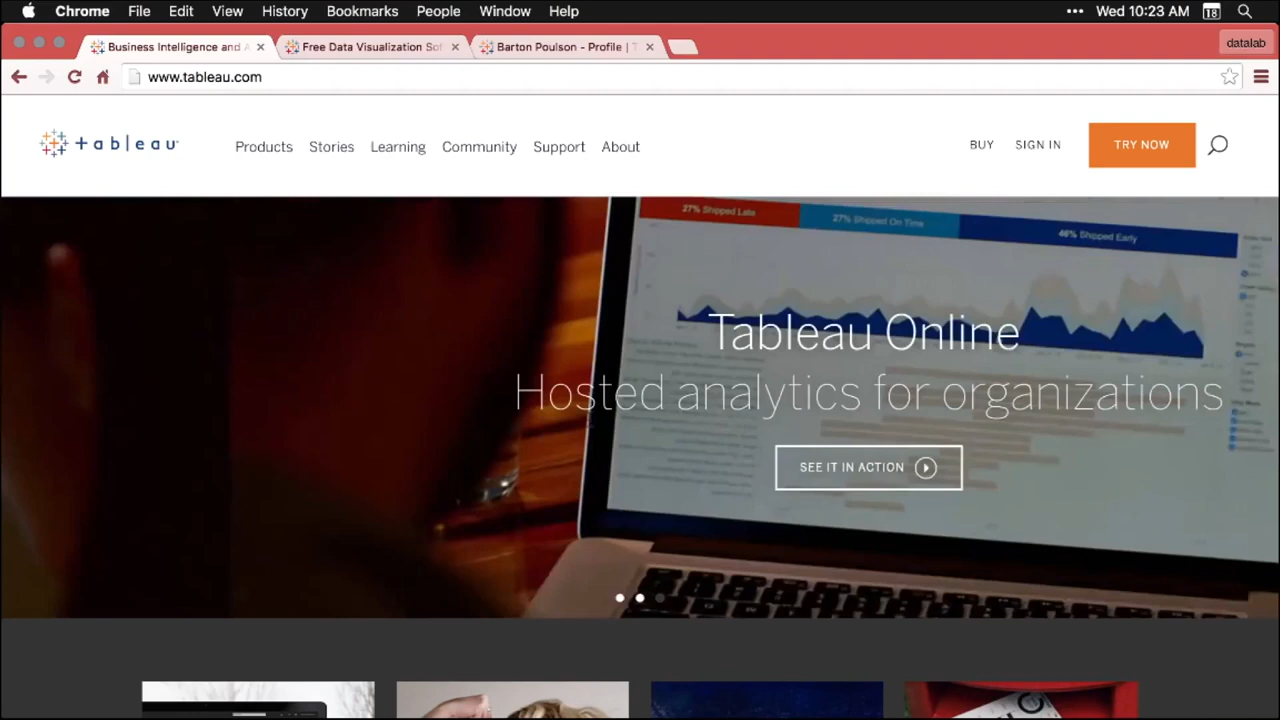 Chrome File Edit View History Bookmarks People Window Help ••• Wed 10:23 AM 18
Business Intelligence and A Free Data Visualization Sof Barton Poulson - Profile | T datalab
www.tableau.com
tableau Products Stories Learning Community Support About BUY SIGN IN TRY NOW
27% Shipped Late 27% Shipped On Time 46% Shipped Early
Tableau Online
Hosted analytics for organizations
SEE IT IN ACTION